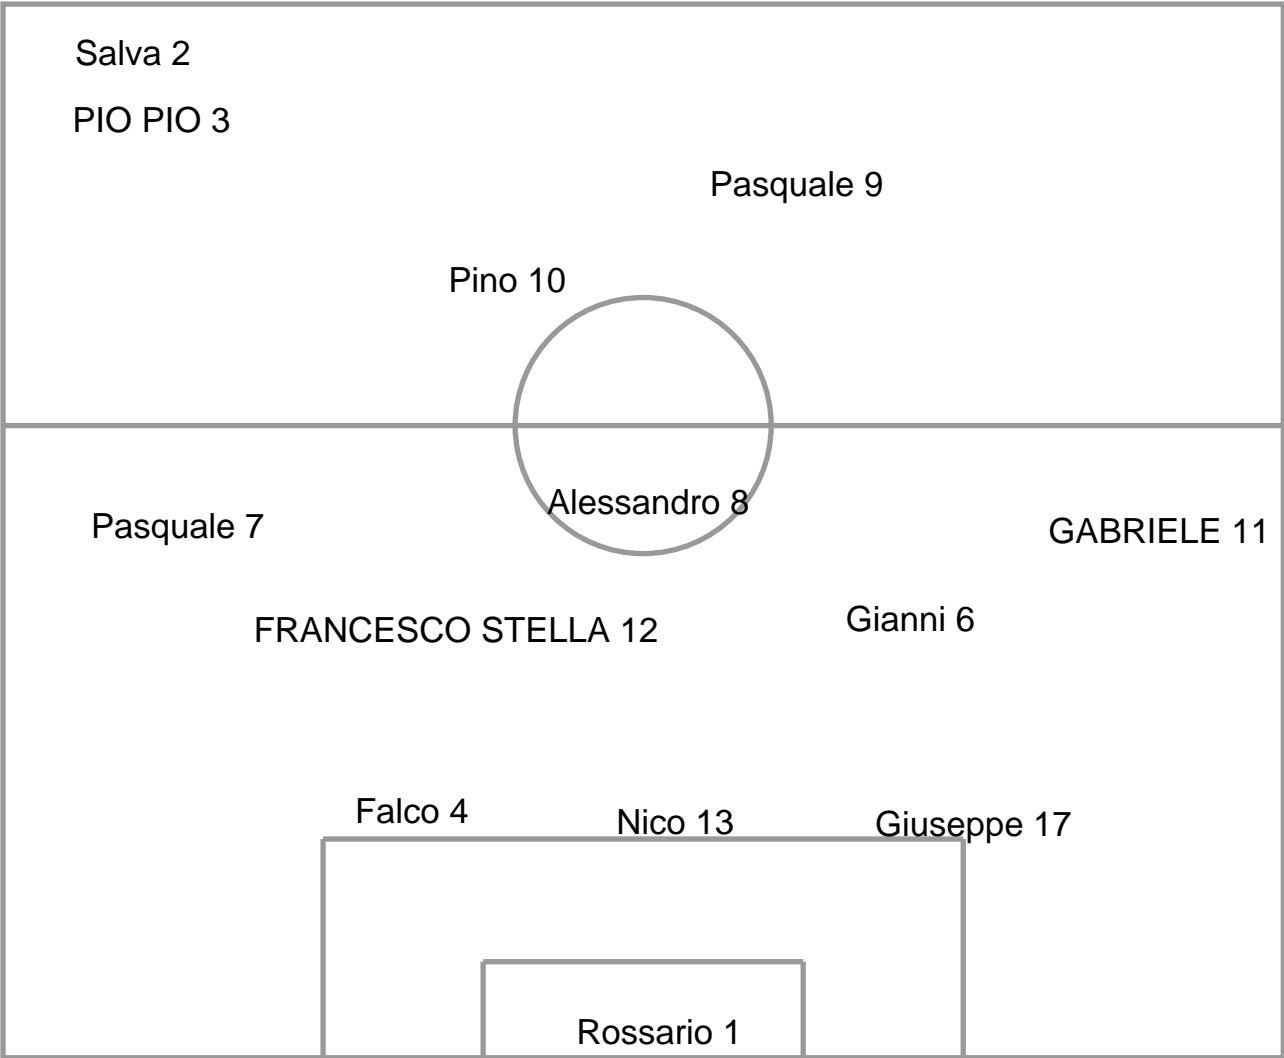 Salva 2
PIO PIO 3
Pasquale 9
Pino 10
Alessandro 8
Pasquale 7
GABRIELE 11
Gianni 6
FRANCESCO STELLA 12
Falco 4
Nico 13
Giuseppe 17
Rossario 1